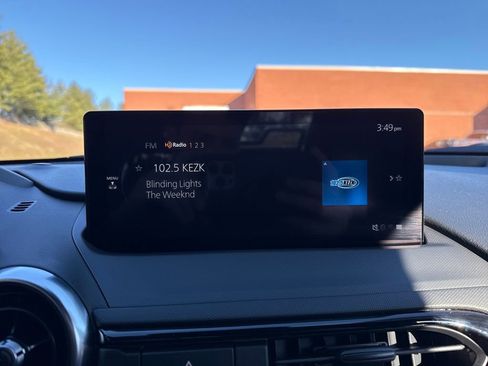 3:49 pm
FM HD Radio 1 2 3
102.5 KEZK
MENU
Blinding Lights
The Weeknd